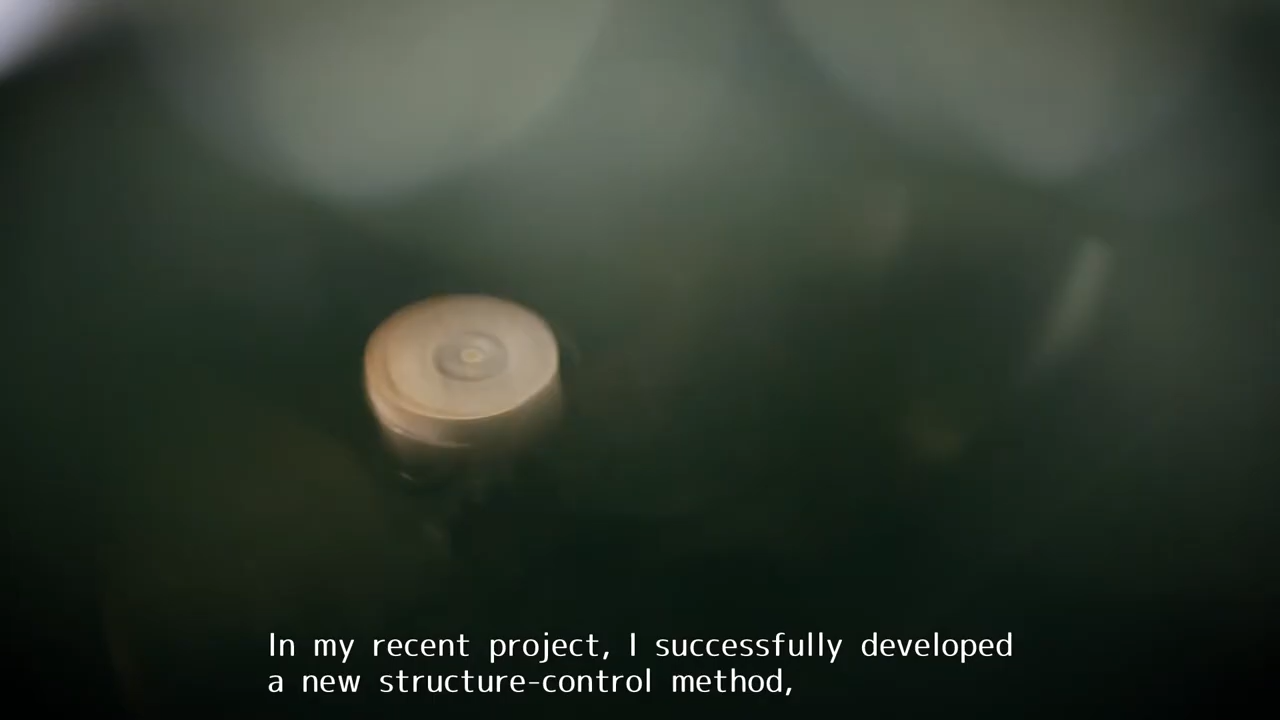 In my recent project, I successfully developed
a new structure-control method,